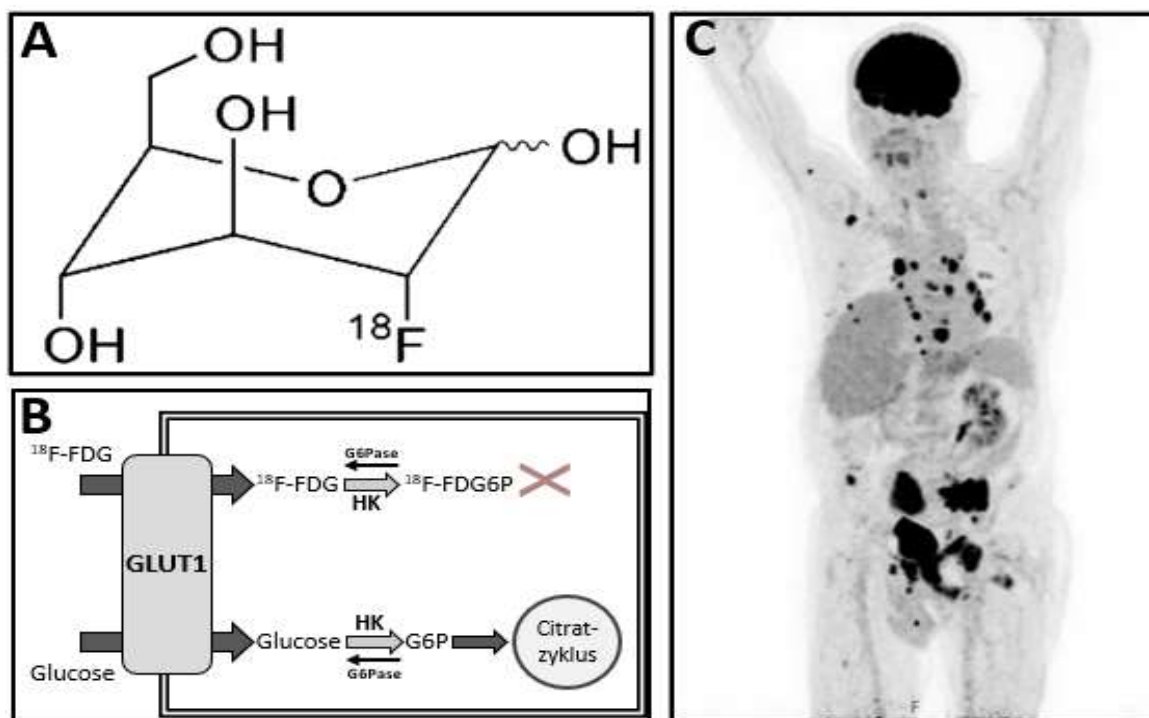 A
OH
OH
OH
O
OH
¹⁸F
B
¹⁸F-FDG
GLUT1
¹⁸F-FDG
G6Pase
HK
¹⁸F-FDG6P
Glucose
Glucose
HK
G6Pase
G6P
Citrat-
zyklus
C
F